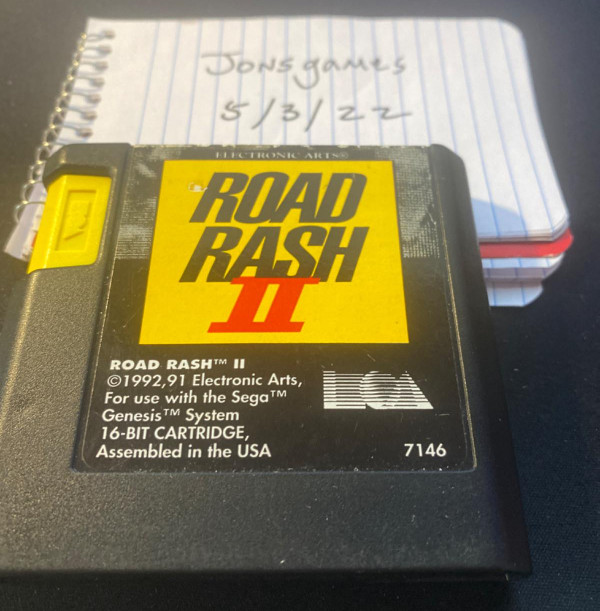 Jonsgames
5/3/22
ELECTRONIC ARTS®
ROAD
RASH
II
ROAD RASH™ II
©1992,91 Electronic Arts,
For use with the Sega™
Genesis™ System
16-BIT CARTRIDGE,
Assembled in the USA
7146